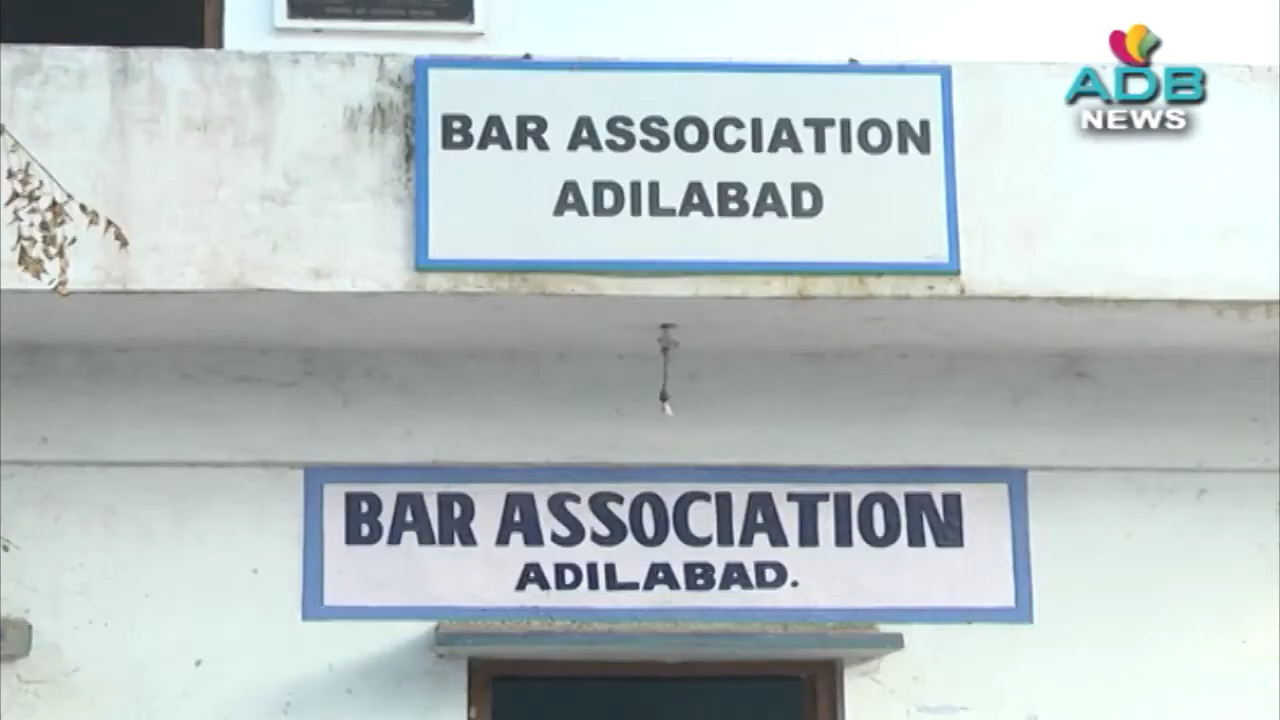 BAR ASSOCIATION
ADILABAD
ADB
NEWS
BAR ASSOCIATION
ADILABAD.